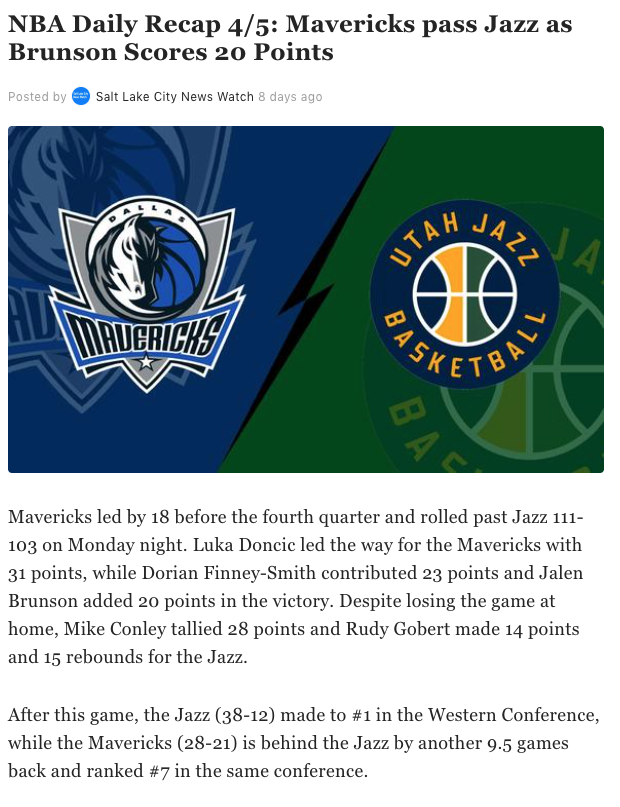 NBA Daily Recap 4/5: Mavericks pass Jazz as
Brunson Scores 20 Points
Posted by Salt Lake City News Watch 8 days ago
DALLAS
MAVERICKS
UTAH JAZZ
BASKETBALL
Mavericks led by 18 before the fourth quarter and rolled past Jazz 111-
103 on Monday night. Luka Doncic led the way for the Mavericks with
31 points, while Dorian Finney-Smith contributed 23 points and Jalen
Brunson added 20 points in the victory. Despite losing the game at
home, Mike Conley tallied 28 points and Rudy Gobert made 14 points
and 15 rebounds for the Jazz.
After this game, the Jazz (38-12) made to #1 in the Western Conference,
while the Mavericks (28-21) is behind the Jazz by another 9.5 games
back and ranked #7 in the same conference.